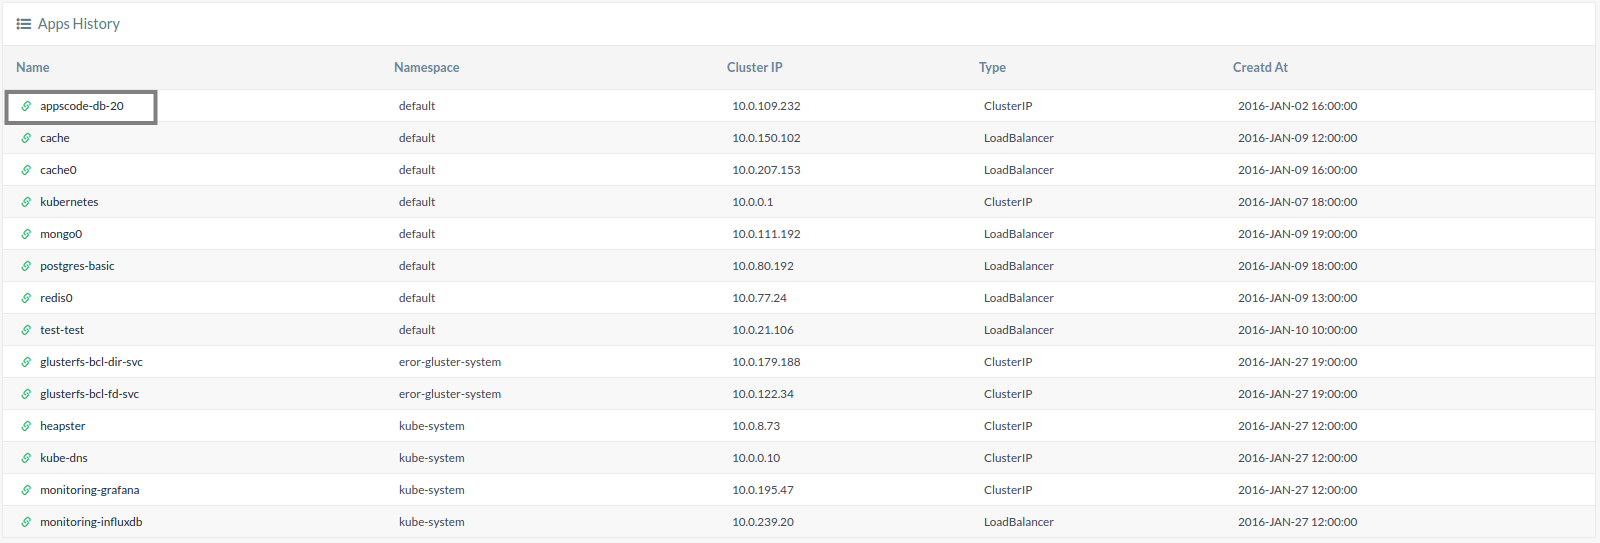 Apps History
Name Namespace Cluster IP Type Creatd At
appscode-db-20 default 10.0.109.232 ClusterIP 2016-JAN-02 16:00:00
cache default 10.0.150.102 LoadBalancer 2016-JAN-09 12:00:00
cache0 default 10.0.207.153 LoadBalancer 2016-JAN-09 16:00:00
kubernetes default 10.0.0.1 ClusterIP 2016-JAN-07 18:00:00
mongo0 default 10.0.111.192 LoadBalancer 2016-JAN-09 19:00:00
postgres-basic default 10.0.80.192 LoadBalancer 2016-JAN-09 18:00:00
redis0 default 10.0.77.24 LoadBalancer 2016-JAN-09 13:00:00
test-test default 10.0.21.106 LoadBalancer 2016-JAN-10 10:00:00
glusterfs-bcl-dir-svc eror-gluster-system 10.0.179.188 ClusterIP 2016-JAN-27 19:00:00
glusterfs-bcl-fd-svc eror-gluster-system 10.0.122.34 ClusterIP 2016-JAN-27 19:00:00
heapster kube-system 10.0.8.73 ClusterIP 2016-JAN-27 12:00:00
kube-dns kube-system 10.0.0.10 ClusterIP 2016-JAN-27 12:00:00
monitoring-grafana kube-system 10.0.195.47 ClusterIP 2016-JAN-27 12:00:00
monitoring-influxdb kube-system 10.0.239.20 LoadBalancer 2016-JAN-27 12:00:00